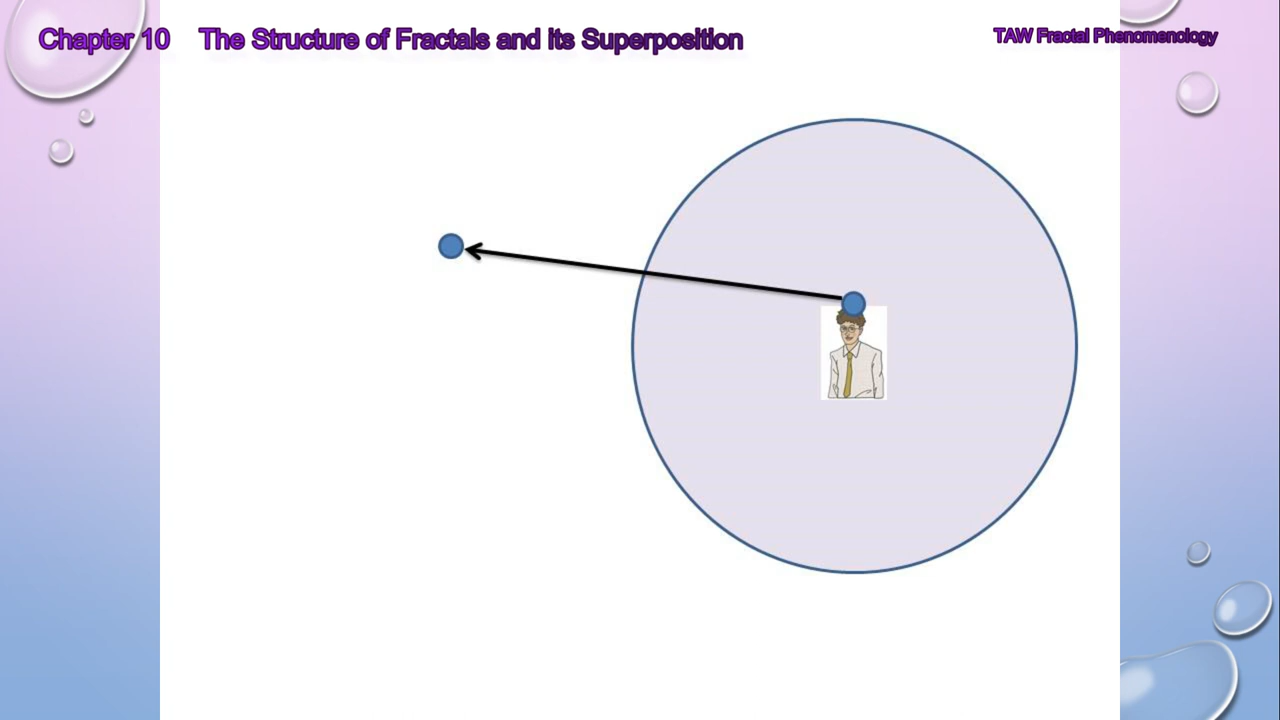 Chapter 10 The Structure of Fractals and its Superposition
TAW Fractal Phenomenology